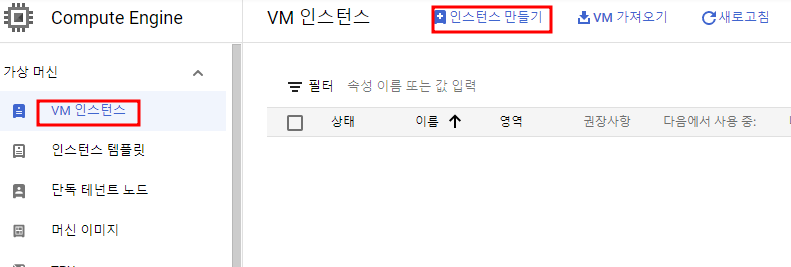 Compute Engine
VM 인스턴스
인스턴스 만들기
VM 가져오기
새로고침
가상 머신
VM 인스턴스
인스턴스 템플릿
단독 테넌트 노드
머신 이미지
필터 속성 이름 또는 값 입력
상태 이름 영역 권장사항 다음에서 사용 중: